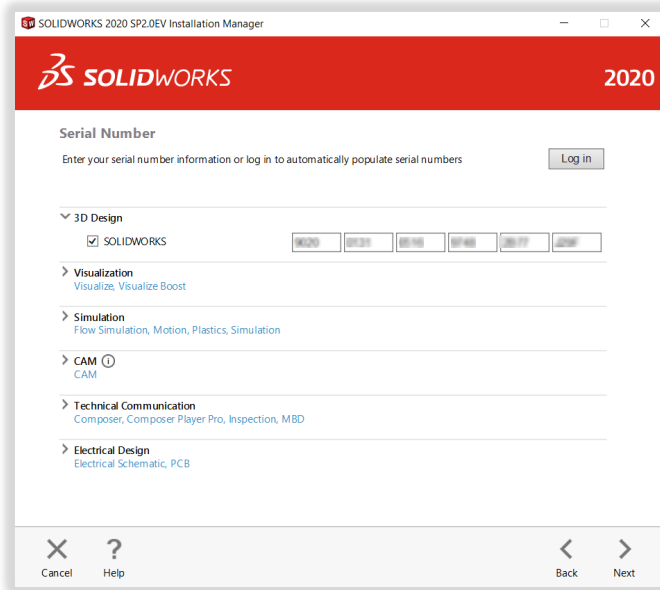 SOLIDWORKS 2020 SP2.0EV Installation Manager
SOLIDWORKS 2020
Serial Number
Enter your serial number information or log in to automatically populate serial numbers Log in
3D Design
SOLIDWORKS
Visualization
Visualize, Visualize Boost
Simulation
Flow Simulation, Motion, Plastics, Simulation
CAM
CAM
Technical Communication
Composer, Composer Player Pro, Inspection, MBD
Electrical Design
Electrical Schematic, PCB
Cancel Help Back Next